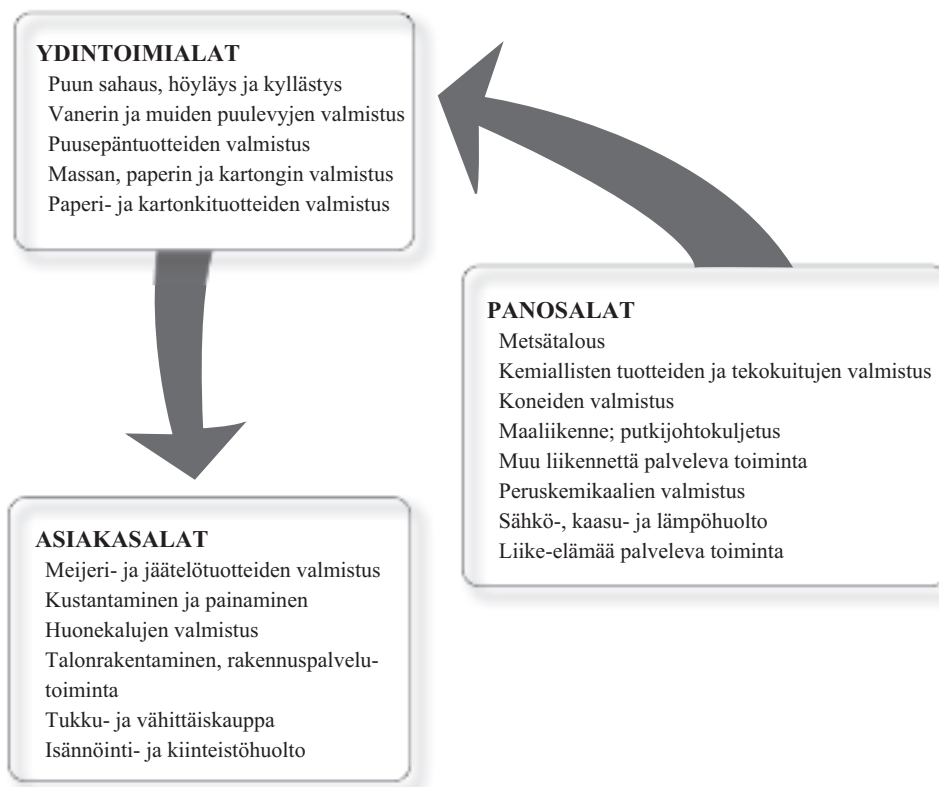 YDINTOIMIALAT
Puun sahaus, höyläys ja kyllästys
Vanerin ja muiden puulevyjen valmistus
Puusepäntuotteiden valmistus
Massan, paperin ja kartongin valmistus
Paperi- ja kartonkituotteiden valmistus
PANOSALAT
Metsätalous
Kemiallisten tuotteiden ja tekokuitujen valmistus
Koneiden valmistus
Maaliikenne; putkijohtokuljetus
Muu liikennettä palveleva toiminta
Peruskemikaalien valmistus
Sähkö-, kaasu- ja lämpöhuolto
Liike-elämää palveleva toiminta
ASIAKASALAT
Meijeri- ja jäätelötuotteiden valmistus
Kustantaminen ja painaminen
Huonekalujen valmistus
Talonrakentaminen, rakennuspalvelu-
toiminta
Tukku- ja vähittäiskauppa
Isännöinti- ja kiinteistöhuolto